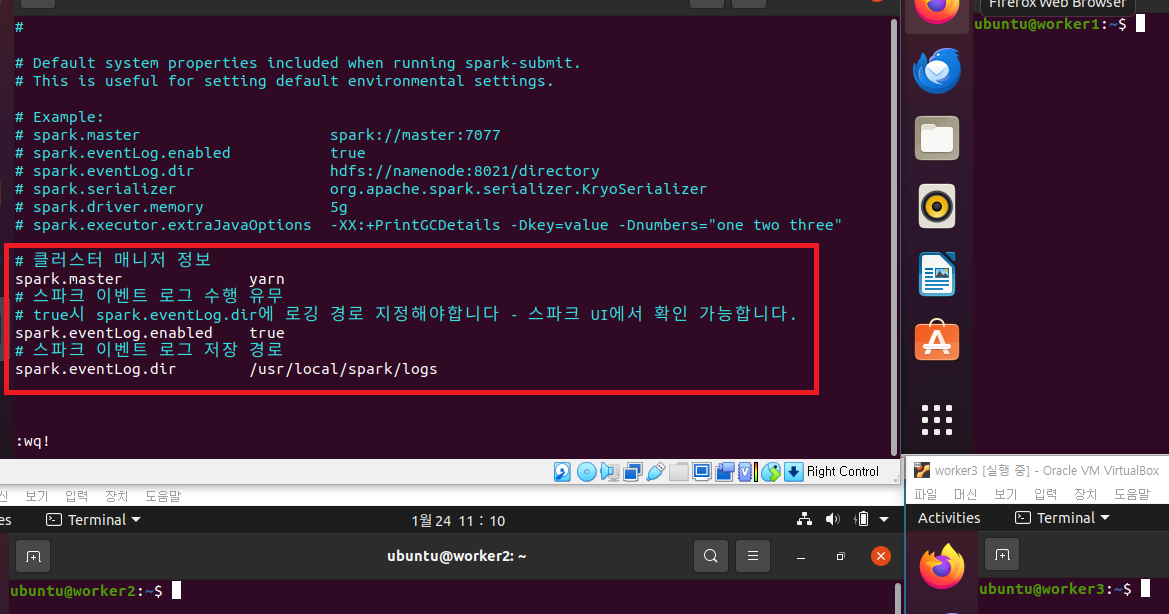 #
# Default system properties included when running spark-submit.
# This is useful for setting default environmental settings.
# Example:
# spark.master                     spark://master:7077
# spark.eventLog.enabled           true
# spark.eventLog.dir               hdfs://namenode:8021/directory
# spark.serializer                 org.apache.spark.serializer.KryoSerializer
# spark.driver.memory              5g
# spark.executor.extraJavaOptions  -XX:+PrintGCDetails -Dkey=value -Dnumbers="one two three"
# 클러스터 매니저 정보
spark.master              yarn
# 스파크 이벤트 로그 수행 유무
# true시 spark.eventLog.dir에 로깅 경로 지정해야합니다 - 스파크 UI에서 확인 가능합니다.
spark.eventLog.enabled    true
# 스파크 이벤트 로그 저장 경로
spark.eventLog.dir        /usr/local/spark/logs
:wq!
Right Control
Firefox Web Browser
ubuntu@worker1:~$
보기 입력 장치 도움말
Terminal
1월 24 11 : 10
ubuntu@worker2: ~
ubuntu@worker2:~$
worker3 [실행 중] - Oracle VM VirtualBox
파일 머신 보기 입력 장치 도움말
Activities
Terminal
ubuntu@worker3:~$